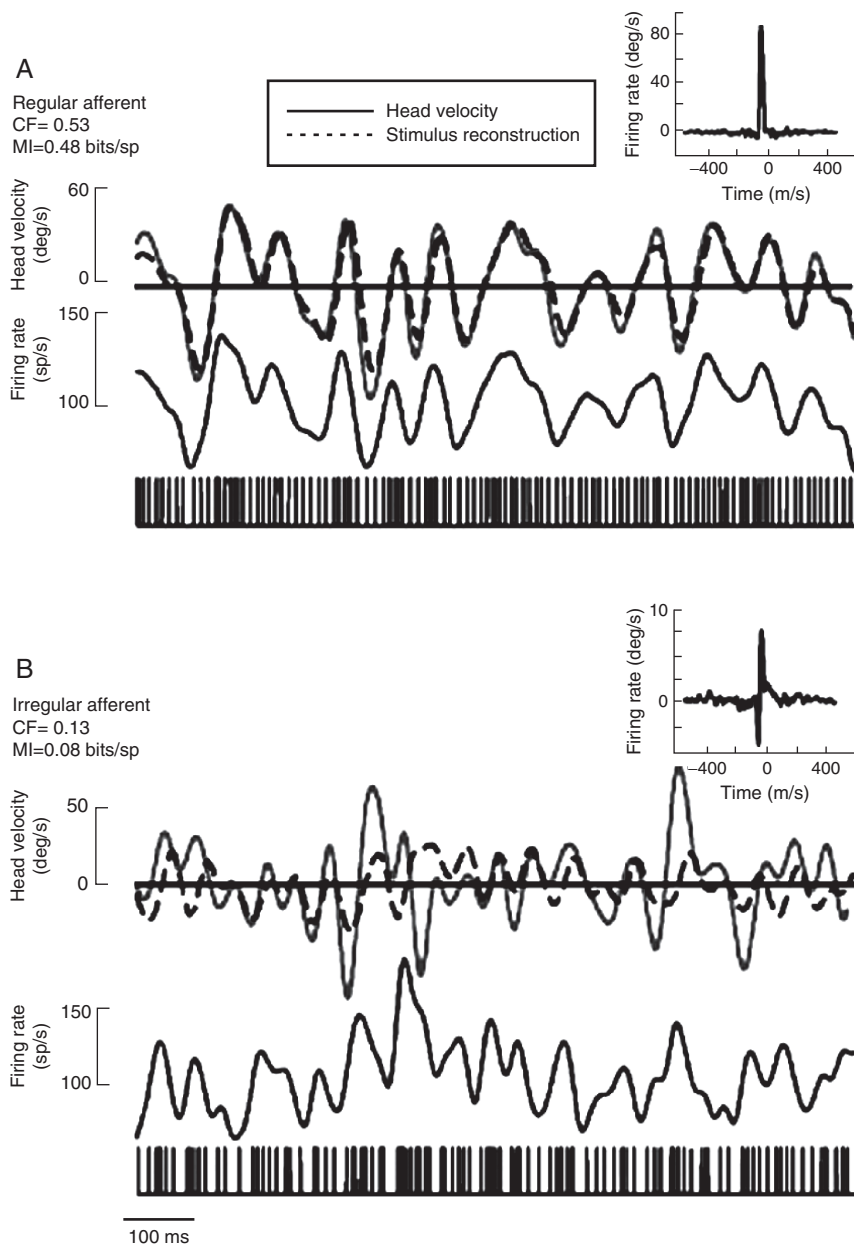 A
Regular afferent
CF= 0.53
MI=0.48 bits/sp
Head velocity
Stimulus reconstruction
Firing rate (deg/s)
80
40
0
−400
0
400
Time (m/s)
Head velocity
(deg/s)
60
0
Firing rate
(sp/s)
150
100
B
Irregular afferent
CF= 0.13
MI=0.08 bits/sp
Firing rate (deg/s)
10
0
−400
0
400
Time (m/s)
Head velocity
(deg/s)
50
0
Firing rate
(sp/s)
150
100
100 ms